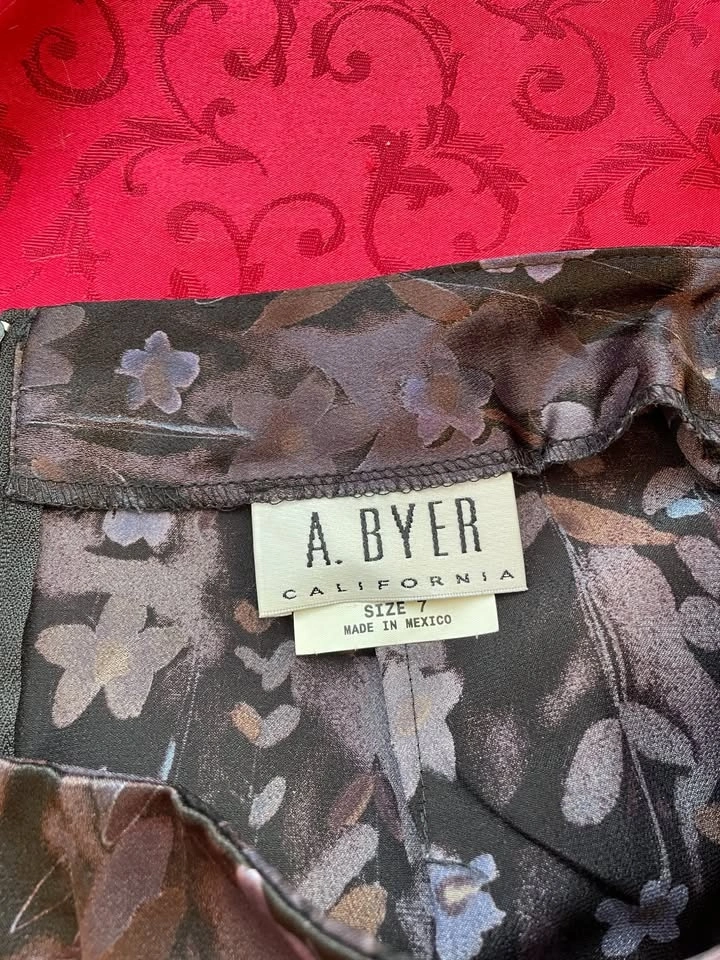 A. BYER
CALIFORNIA
SIZE 7
MADE IN MEXICO